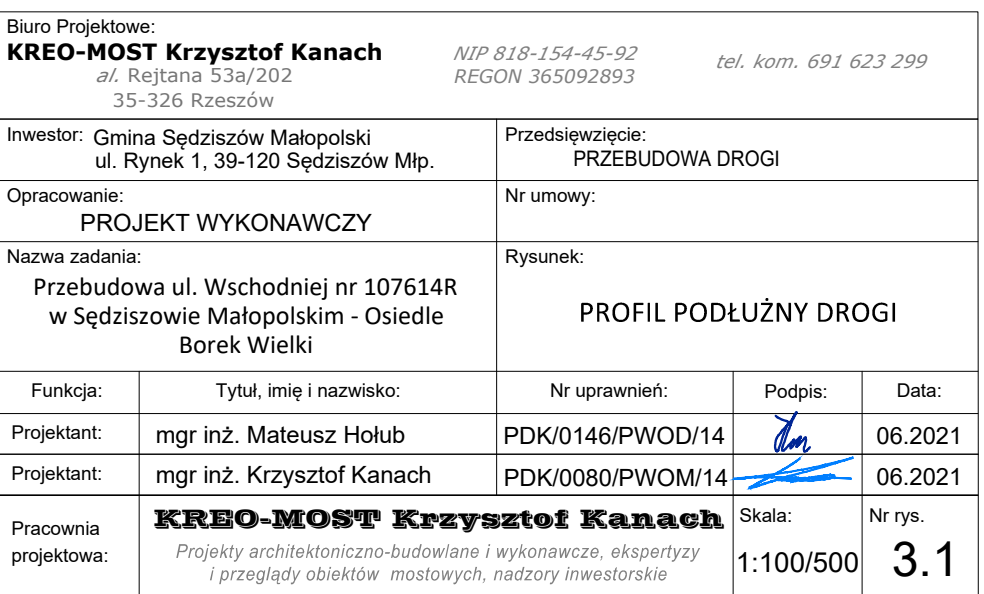 Biuro Projektowe:
KREO-MOST Krzysztof Kanach
al. Rejtana 53a/202
35-326 Rzeszów
NIP 818-154-45-92
REGON 365092893
tel. kom. 691 623 299
Inwestor: Gmina Sędziszów Małopolski
ul. Rynek 1, 39-120 Sędziszów Młp.
Przedsięwzięcie:
PRZEBUDOWA DROGI
Opracowanie:
PROJEKT WYKONAWCZY
Nr umowy:
Nazwa zadania:
Przebudowa ul. Wschodniej nr 107614R
w Sędziszowie Małopolskim - Osiedle
Borek Wielki
Rysunek:
PROFIL PODŁUŻNY DROGI
Funkcja: Tytuł, imię i nazwisko: Nr uprawnień: Podpis: Data:
Projektant: mgr inż. Mateusz Hołub PDK/0146/PWOD/14 06.2021
Projektant: mgr inż. Krzysztof Kanach PDK/0080/PWOM/14 06.2021
Pracownia
projektowa:
KREO-MOST Krzysztof Kanach
Projekty architektoniczno-budowlane i wykonawcze, ekspertyzy
i przeglądy obiektów mostowych, nadzory inwestorskie
Skala:
1:100/500
Nr rys.
3.1